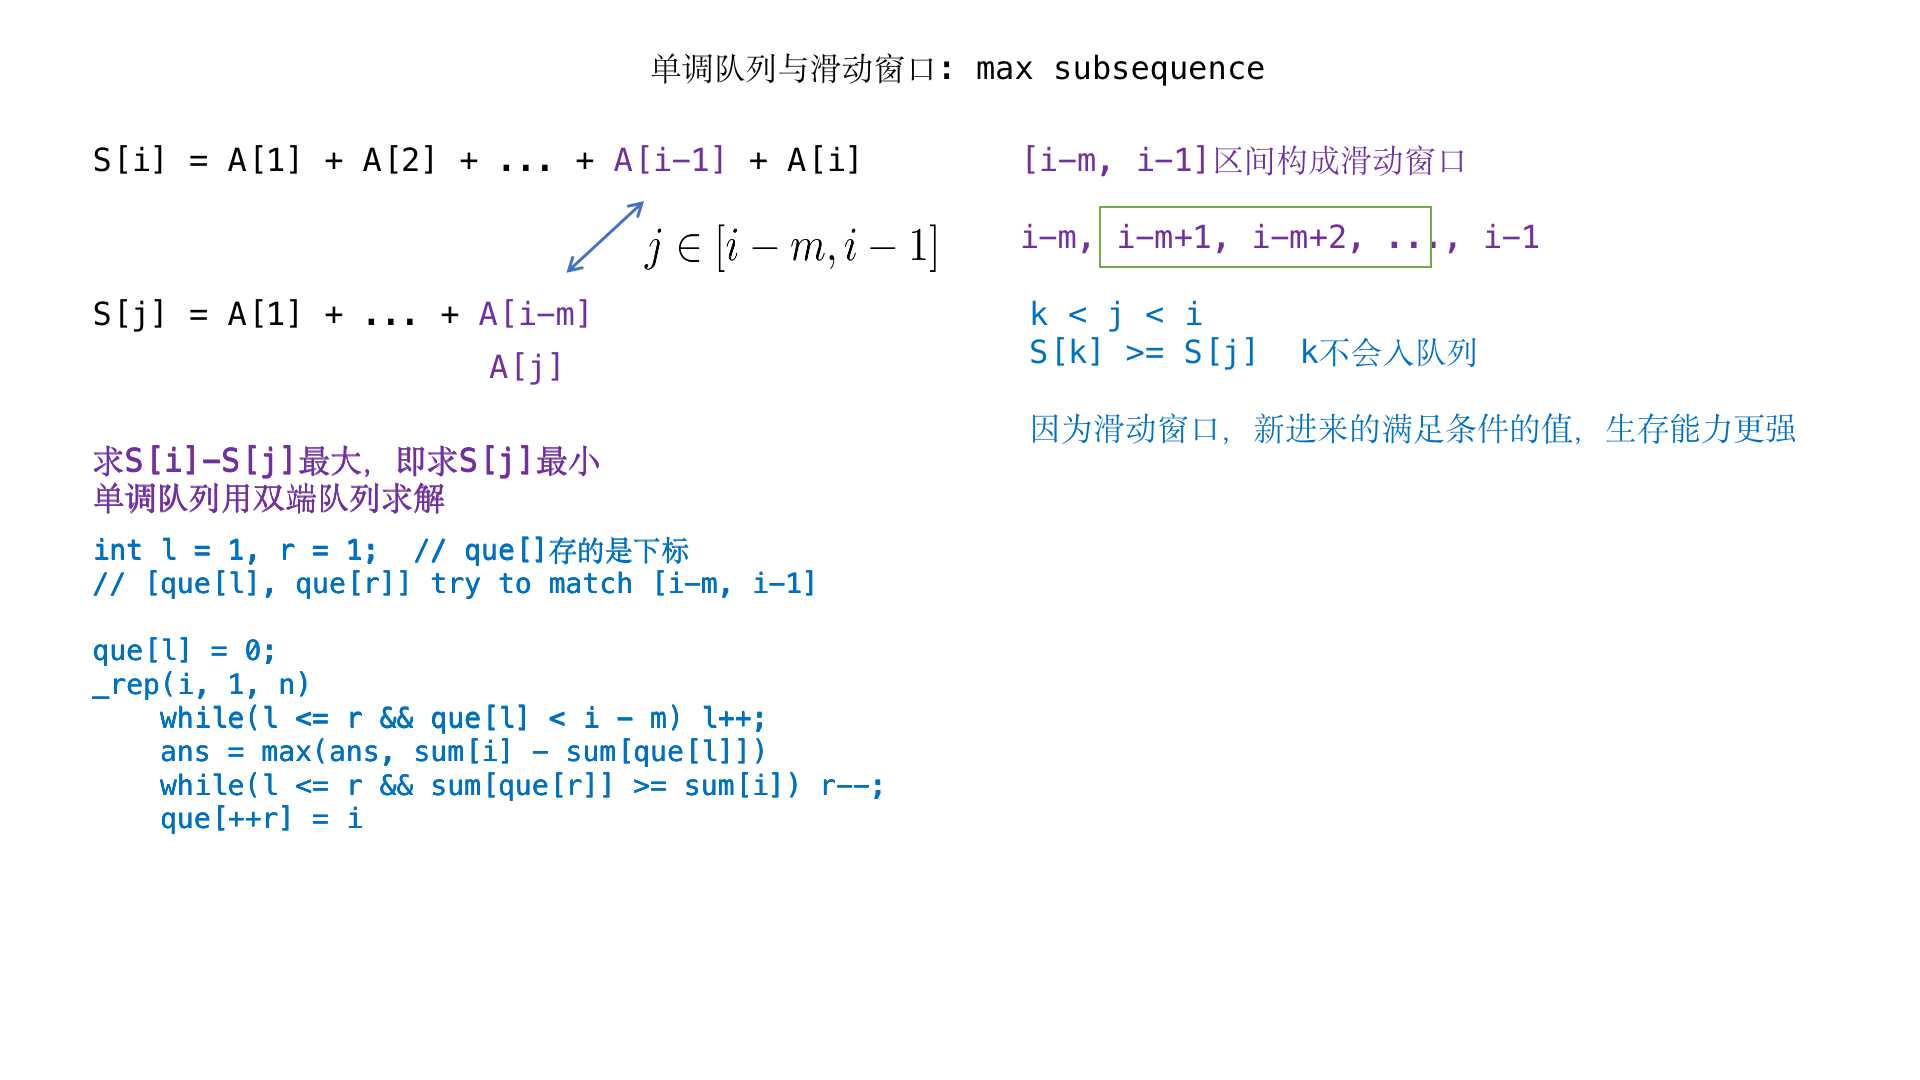 单调队列与滑动窗口: max subsequence
S[i] = A[1] + A[2] + ... + A[i-1] + A[i]
j ∈ [i − m, i − 1]
S[j] = A[1] + ... + A[i-m]
A[j]
求S[i]-S[j]最大，即求S[j]最小
单调队列用双端队列求解
int l = 1, r = 1;  // que[]存的是下标
// [que[l], que[r]] try to match [i-m, i-1]
que[l] = 0;
_rep(i, 1, n)
    while(l <= r && que[l] < i - m) l++;
    ans = max(ans, sum[i] - sum[que[l]])
    while(l <= r && sum[que[r]] >= sum[i]) r--;
    que[++r] = i
[i-m, i-1]区间构成滑动窗口
i-m, i-m+1, i-m+2, ..., i-1
k < j < i
S[k] >= S[j]  k不会入队列
因为滑动窗口，新进来的满足条件的值，生存能力更强